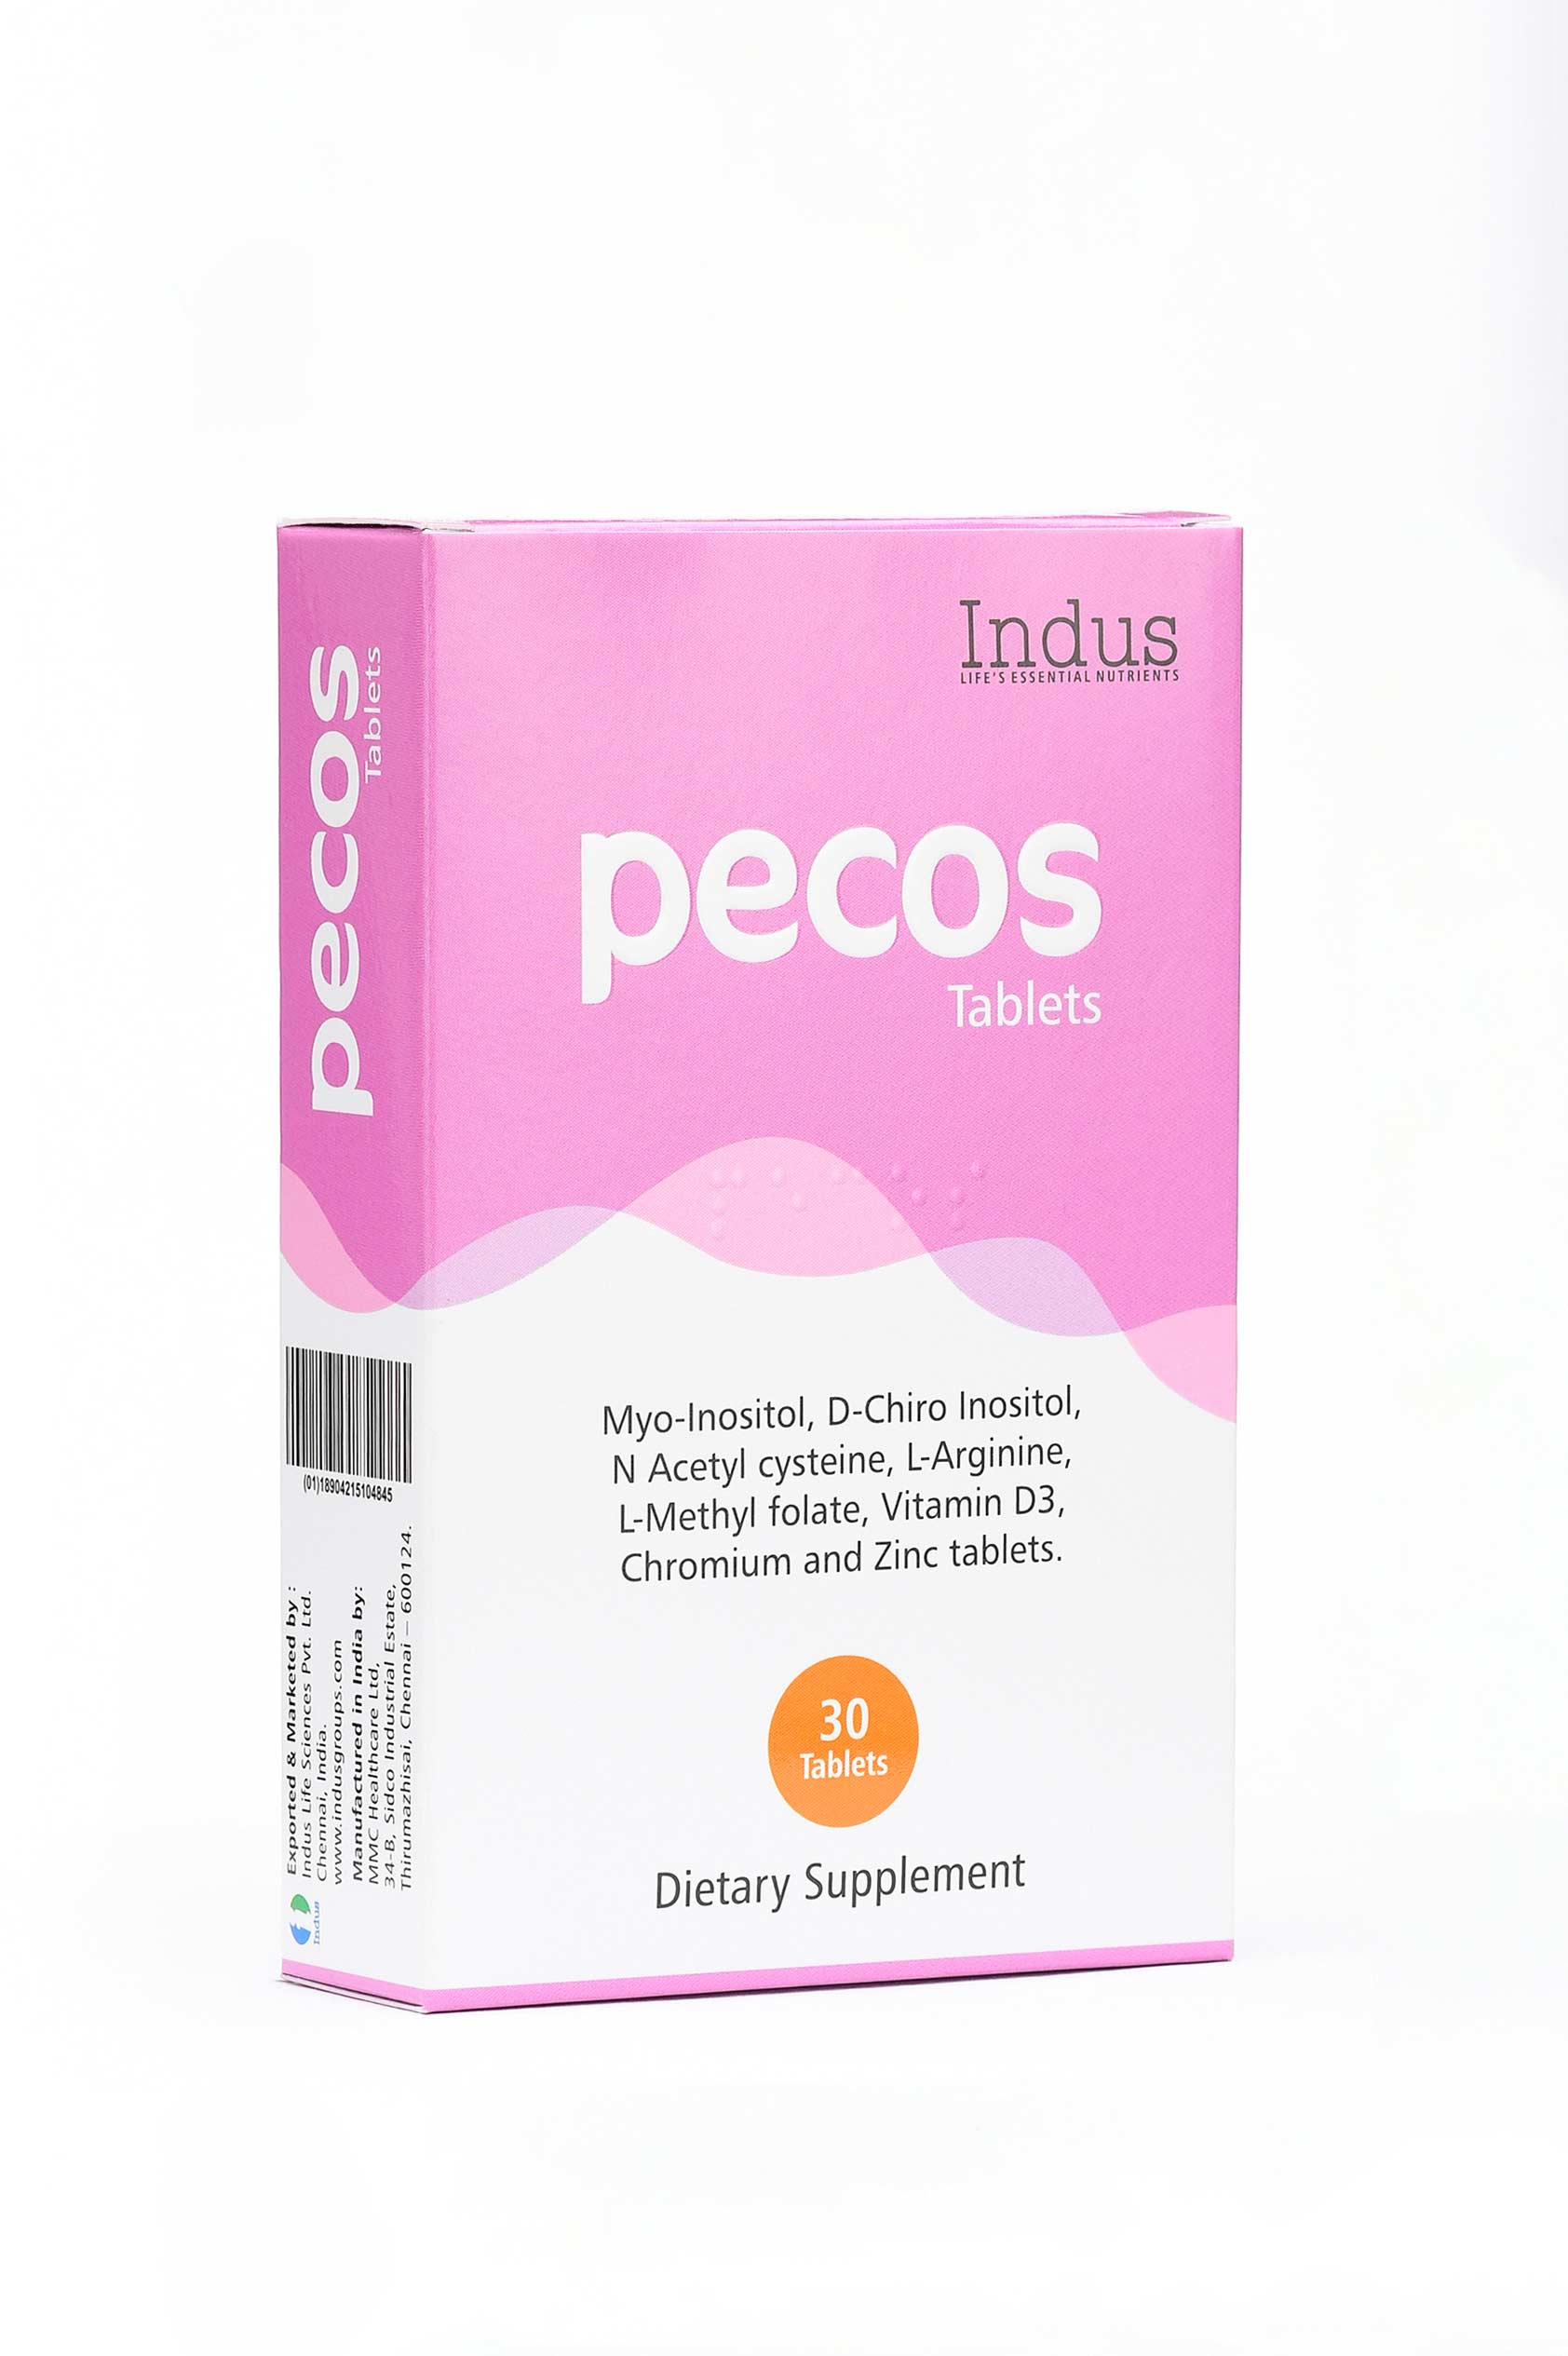 Indus
LIFE'S ESSENTIAL NUTRIENTS
pecos
Tablets
Myo-Inositol, D-Chiro Inositol,
N Acetyl cysteine, L-Arginine,
L-Methyl folate, Vitamin D3,
Chromium and Zinc tablets.
30
Tablets
Dietary Supplement
pecos
Tablets
(01)18904215104845
Exported & Marketed by :
Indus Life Sciences Pvt. Ltd.
Chennai, India.
www.indusgroups.com
Manufactured in India by:
MMC Healthcare Ltd,
34-B, Sidco Industrial Estate,
Thirumazhisai, Chennai – 600124.
Indus